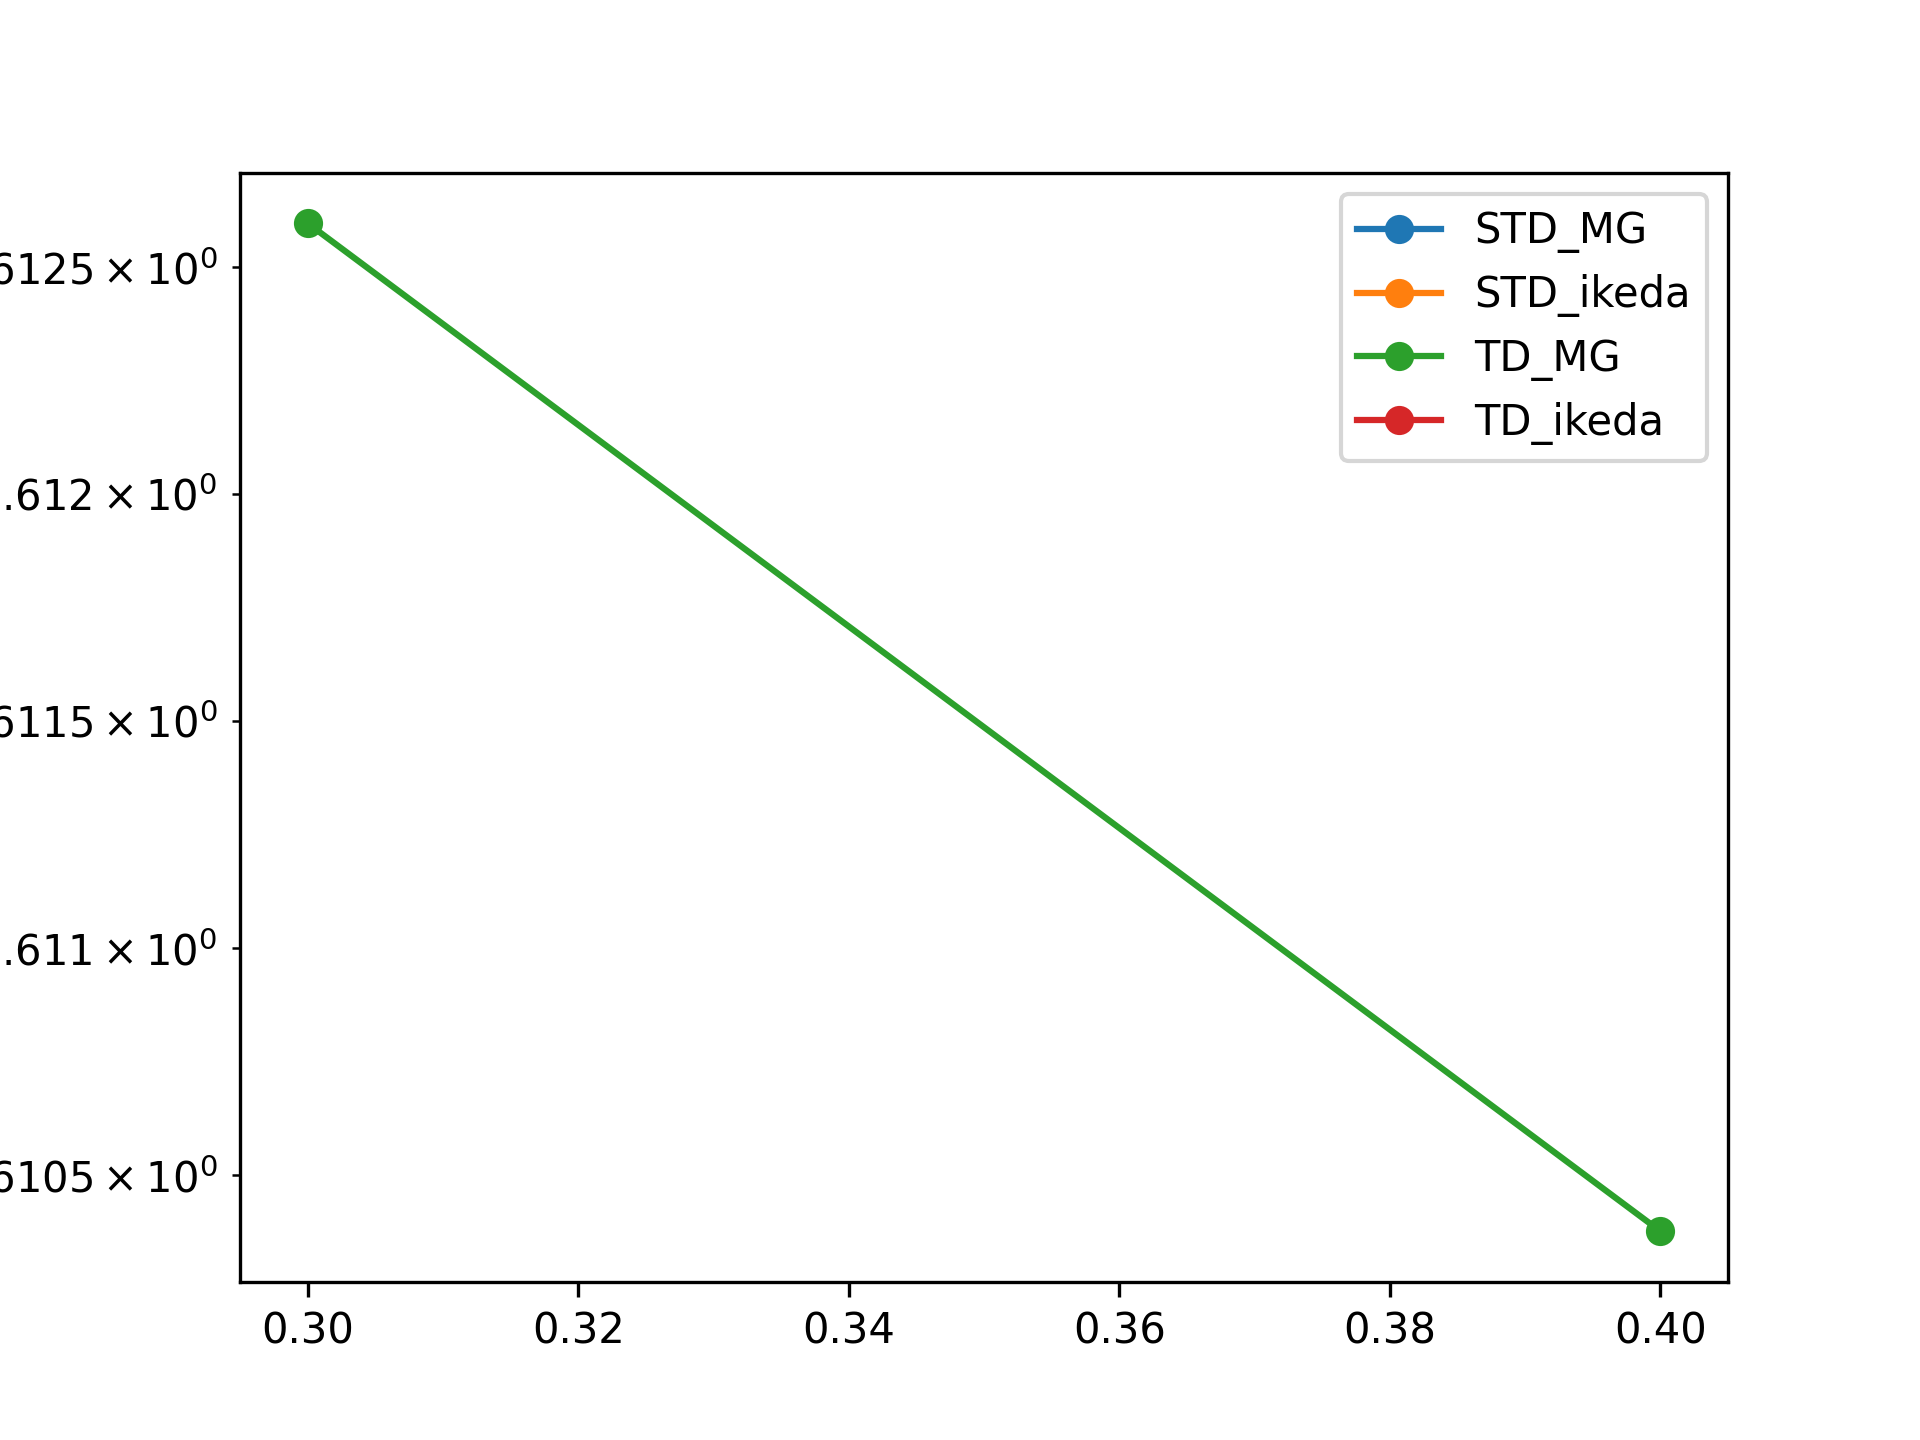 6125 × 10⁰
.612 × 10⁰
6115 × 10⁰
.611 × 10⁰
6105 × 10⁰
0.30 0.32 0.34 0.36 0.38 0.40
STD_MG
STD_ikeda
TD_MG
TD_ikeda